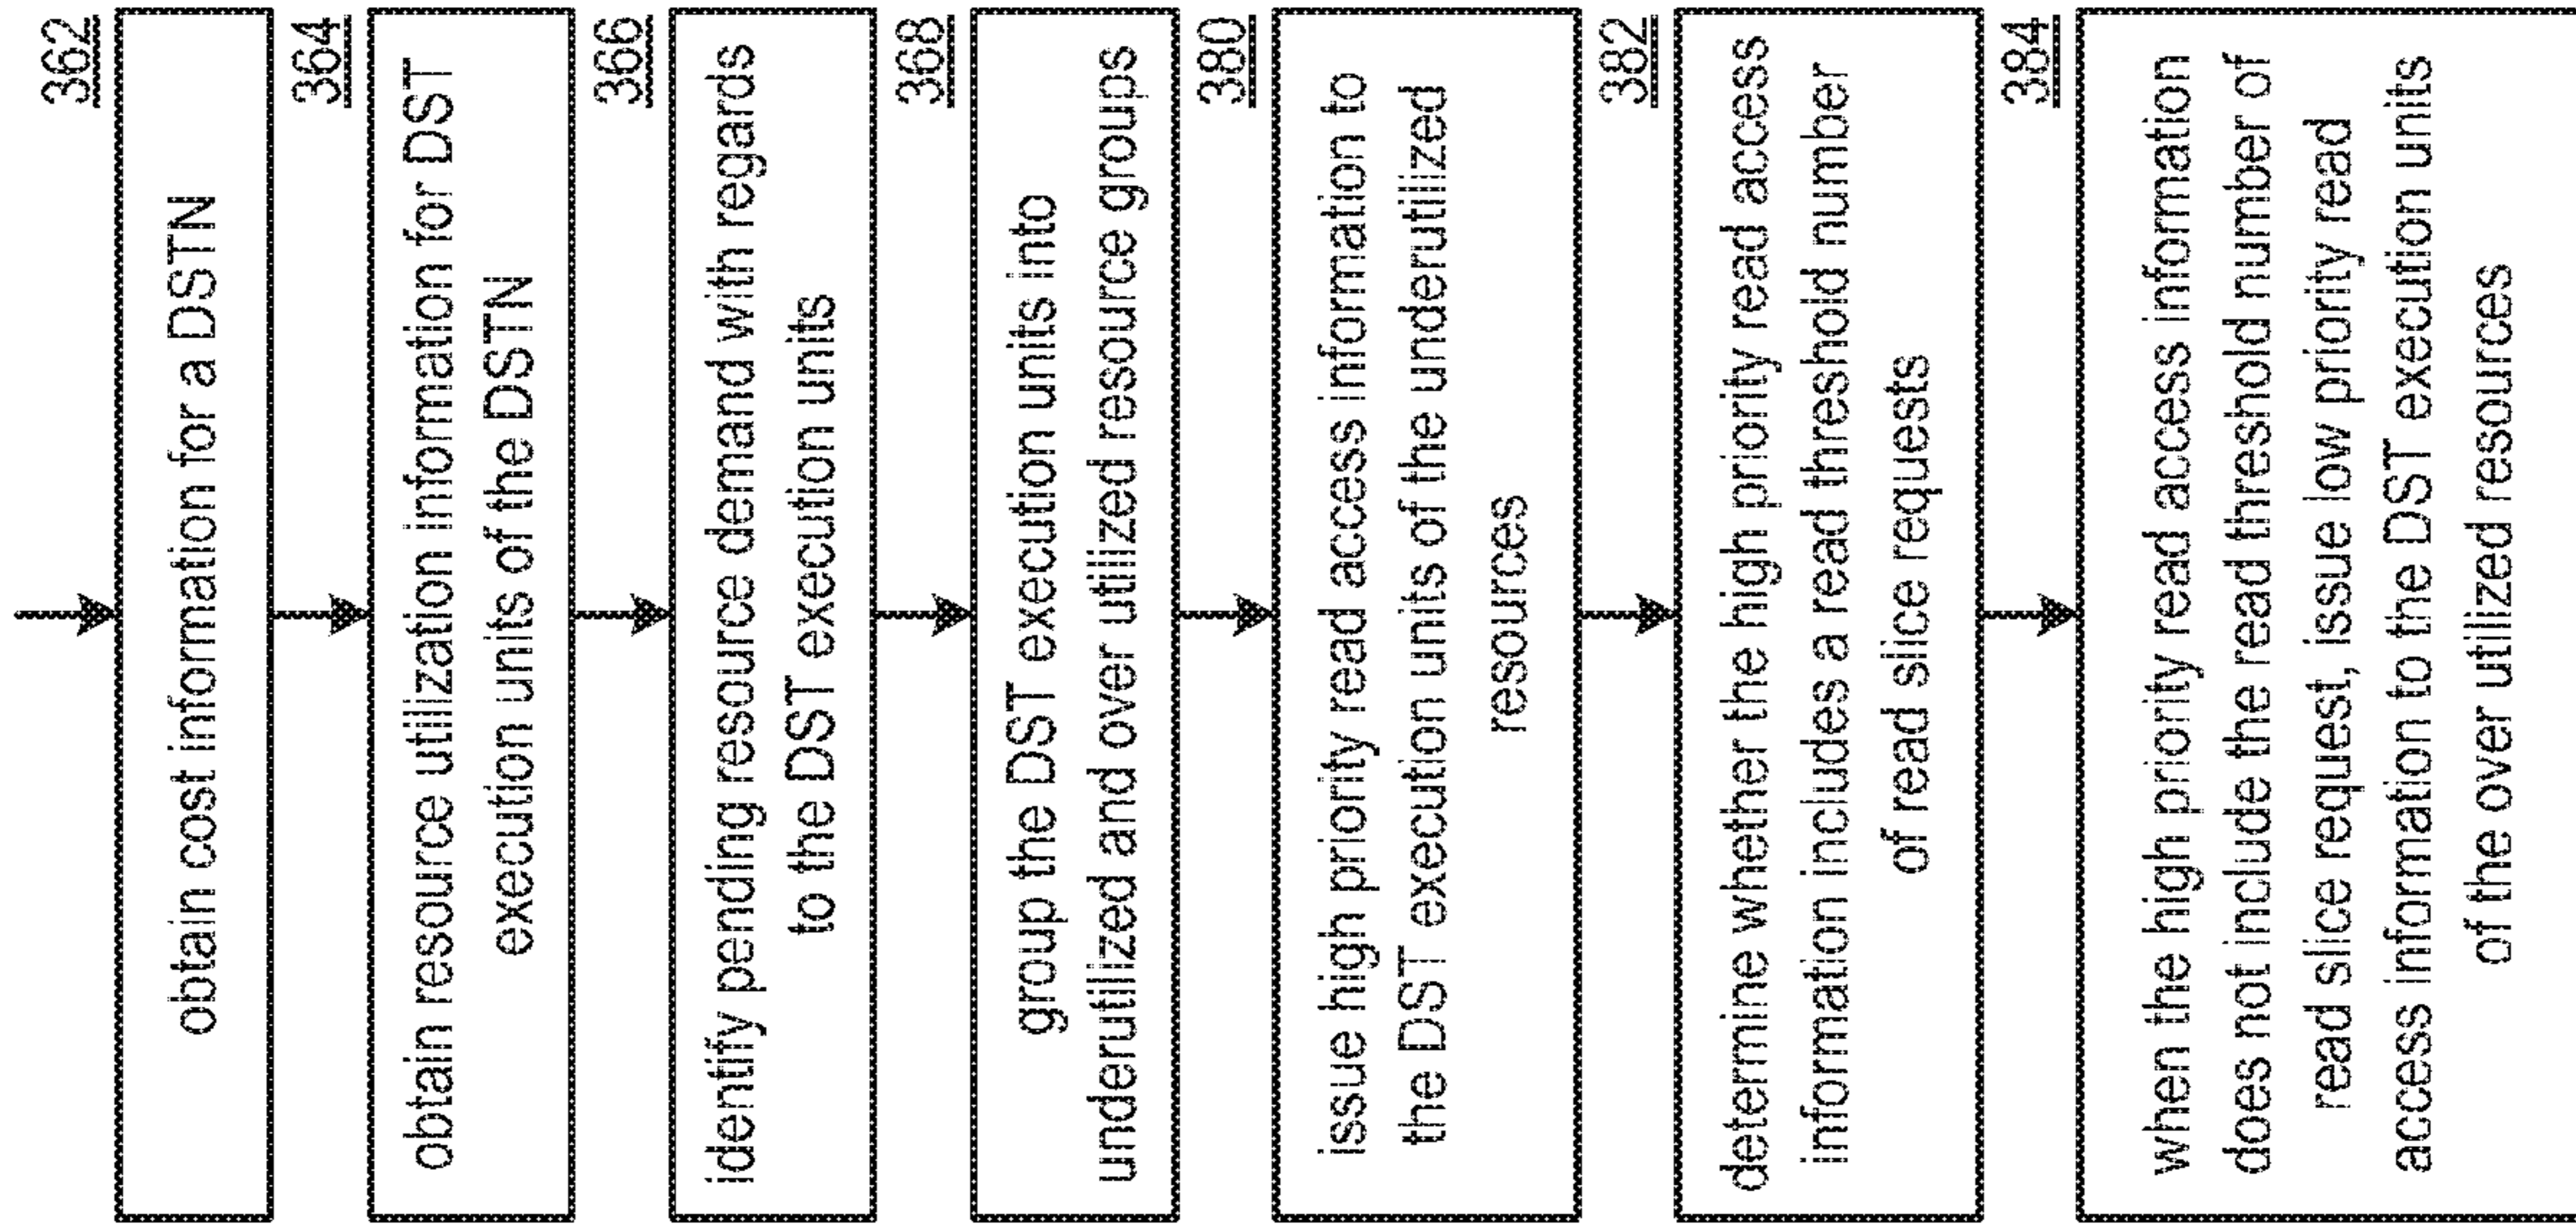 362
obtain cost information for a DSTN
364
obtain resource utilization information for DST
execution units of the DSTN
366
identify pending resource demand with regards
to the DST execution units
368
group the DST execution units into
underutilized and over utilized resource groups
380
issue high priority read access information to
the DST execution units of the underutilized
resources
382
determine whether the high priority read access
information includes a read threshold number
of read slice requests
384
when the high priority read access information
does not include the read threshold number of
read slice request, issue low priority read
access information to the DST execution units
of the over utilized resources